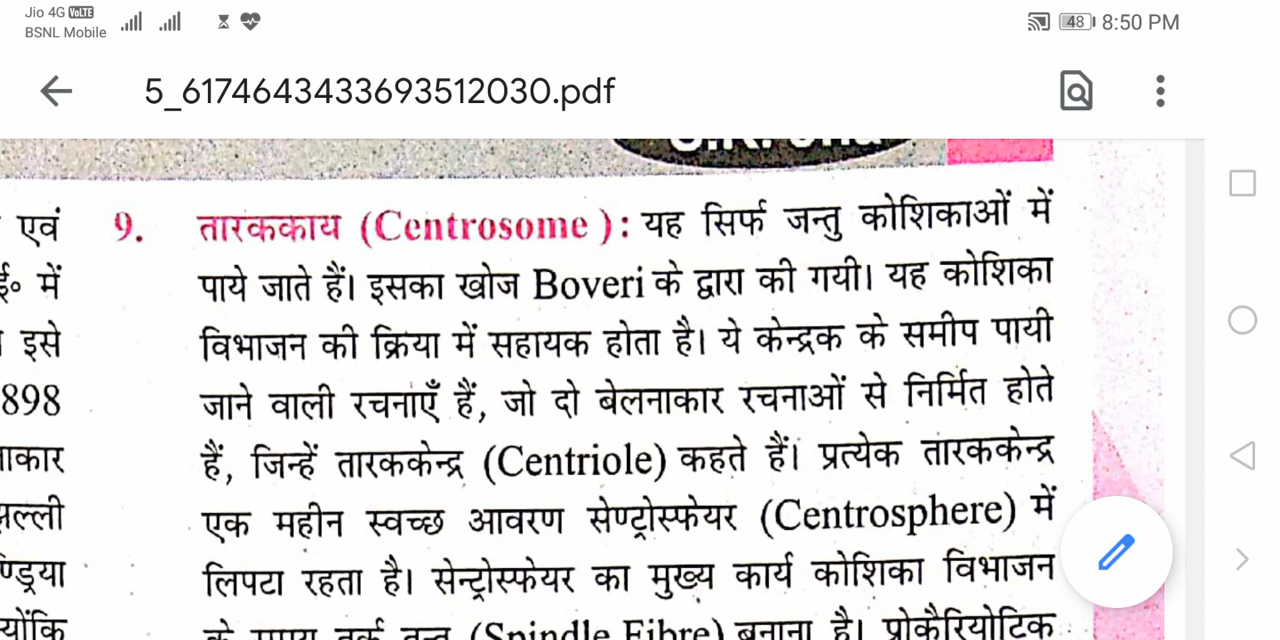 Jio 4G VoLTE
BSNL Mobile
48 8:50 PM
5_6174643433693512030.pdf
एवं
में
इसे
898
9. तारककाय (Centrosome ) : यह सिर्फ जन्तु कोशिकाओं में
पाये जाते हैं। इसका खोज Boveri के द्वारा की गयी। यह कोशिका
विभाजन की क्रिया में सहायक होता है। ये केन्द्रक के समीप पायी
जाने वाली रचनाएँ हैं, जो दो बेलनाकार रचनाओं से निर्मित होते
हैं, जिन्हें तारककेन्द्र (Centriole) कहते हैं। प्रत्येक तारककेन्द्र
एक महीन स्वच्छ आवरण सेण्ट्रोस्फेयर (Centrosphere) में
लिपटा रहता है। सेन्ट्रोस्फेयर का मुख्य कार्य कोशिका विभाजन
(Spindle Fibre) बनाना है। प्रोकैरियोटिक